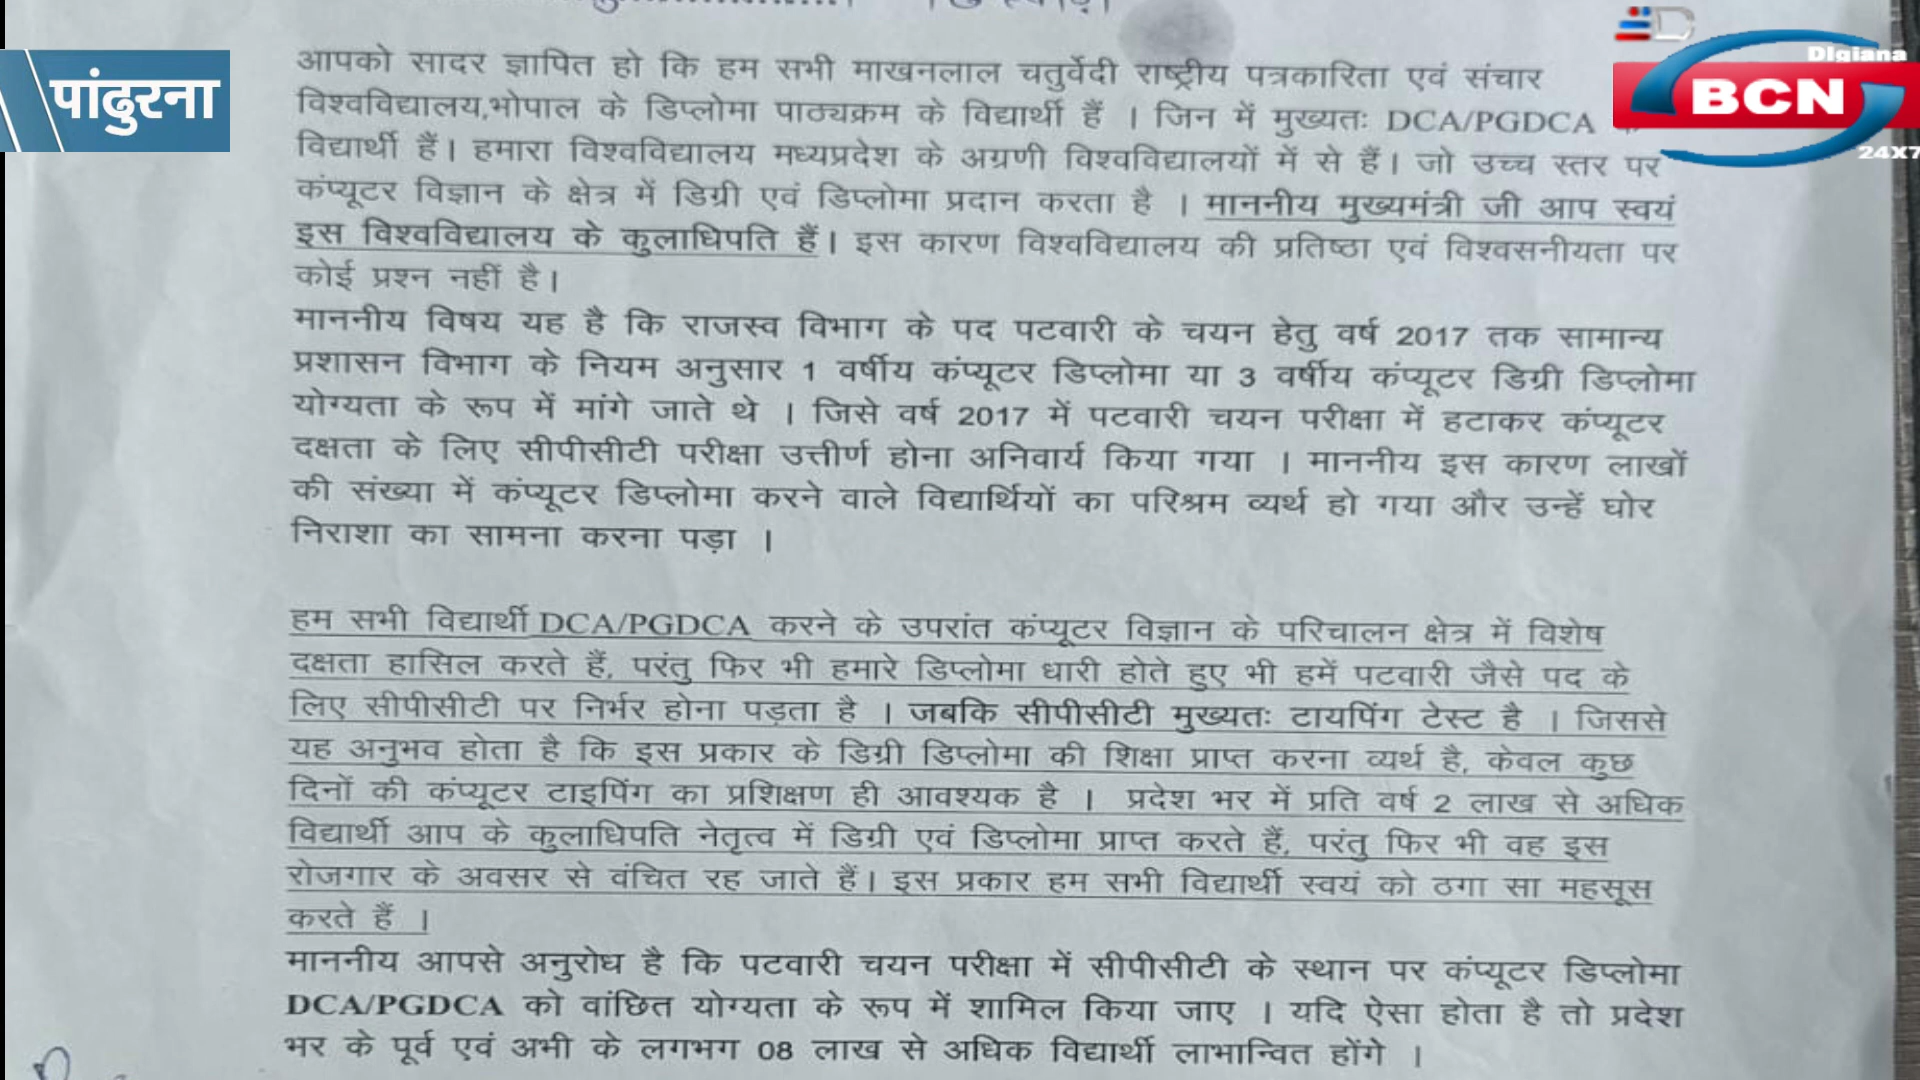 पांढुरना
Digiana
BCN
24X7
आपको सादर ज्ञापित हो कि हम सभी माखनलाल चतुर्वेदी राष्ट्रीय पत्रकारिता एवं संचार
विश्वविद्यालय,भोपाल के डिप्लोमा पाठ्यक्रम के विद्यार्थी हैं । जिन में मुख्यतः DCA/PGDCA
विद्यार्थी हैं। हमारा विश्वविद्यालय मध्यप्रदेश के अग्रणी विश्वविद्यालयों में से हैं। जो उच्च स्तर पर
कंप्यूटर विज्ञान के क्षेत्र में डिग्री एवं डिप्लोमा प्रदान करता है । माननीय मुख्यमंत्री जी आप स्वयं
इस विश्वविद्यालय के कुलाधिपति हैं। इस कारण विश्वविद्यालय की प्रतिष्ठा एवं विश्वसनीयता पर
कोई प्रश्न नहीं है।
माननीय विषय यह है कि राजस्व विभाग के पद पटवारी के चयन हेतु वर्ष 2017 तक सामान्य
प्रशासन विभाग के नियम अनुसार 1 वर्षीय कंप्यूटर डिप्लोमा या 3 वर्षीय कंप्यूटर डिग्री डिप्लोमा
योग्यता के रूप में मांगे जाते थे । जिसे वर्ष 2017 में पटवारी चयन परीक्षा में हटाकर कंप्यूटर
दक्षता के लिए सीपीसीटी परीक्षा उत्तीर्ण होना अनिवार्य किया गया । माननीय इस कारण लाखों
की संख्या में कंप्यूटर डिप्लोमा करने वाले विद्यार्थियों का परिश्रम व्यर्थ हो गया और उन्हें घोर
निराशा का सामना करना पड़ा ।
हम सभी विद्यार्थी DCA/PGDCA करने के उपरांत कंप्यूटर विज्ञान के परिचालन क्षेत्र में विशेष
दक्षता हासिल करते हैं, परंतु फिर भी हमारे डिप्लोमा धारी होते हुए भी हमें पटवारी जैसे पद के
लिए सीपीसीटी पर निर्भर होना पड़ता है । जबकि सीपीसीटी मुख्यतः टायपिंग टेस्ट है । जिससे
यह अनुभव होता है कि इस प्रकार के डिग्री डिप्लोमा की शिक्षा प्राप्त करना व्यर्थ है, केवल कुछ
दिनों की कंप्यूटर टाइपिंग का प्रशिक्षण ही आवश्यक है । प्रदेश भर में प्रति वर्ष 2 लाख से अधिक
विद्यार्थी आप के कुलाधिपति नेतृत्व में डिग्री एवं डिप्लोमा प्राप्त करते हैं, परंतु फिर भी वह इस
रोजगार के अवसर से वंचित रह जाते हैं। इस प्रकार हम सभी विद्यार्थी स्वयं को ठगा सा महसूस
करते हैं ।
माननीय आपसे अनुरोध है कि पटवारी चयन परीक्षा में सीपीसीटी के स्थान पर कंप्यूटर डिप्लोमा
DCA/PGDCA को वांछित योग्यता के रूप में शामिल किया जाए । यदि ऐसा होता है तो प्रदेश
भर के पूर्व एवं अभी के लगभग 08 लाख से अधिक विद्यार्थी लाभान्वित होंगे ।